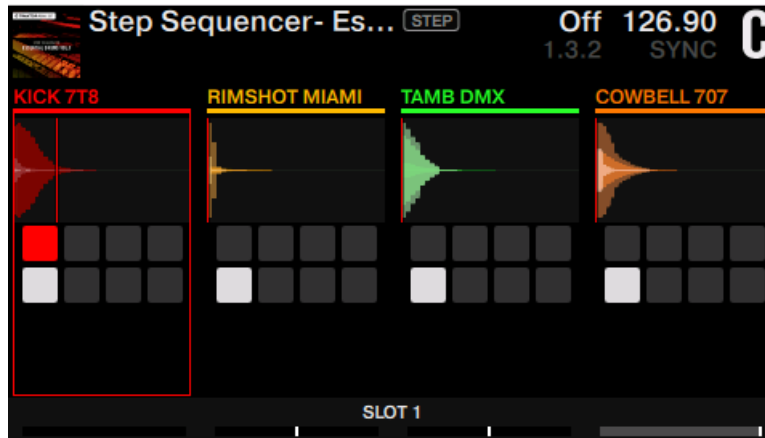 Step Sequencer- Es... STEP Off 126.90 C
1.3.2 SYNC
KICK 7T8 RIMSHOT MIAMI TAMB DMX COWBELL 707
SLOT 1